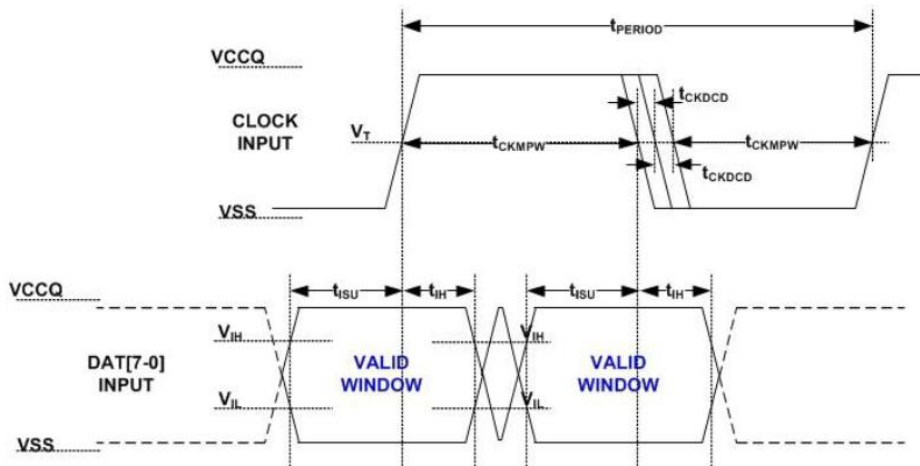 tPERIOD
VCCQ
tCKDCD
CLOCK
INPUT
VT
tCKMPW
tCKMPW
tCKDCD
VSS
VCCQ
tISU
tIH
tISU
tIH
VIH
VIH
DAT[7-0]
INPUT
VALID
WINDOW
VALID
WINDOW
VIL
VIL
VSS